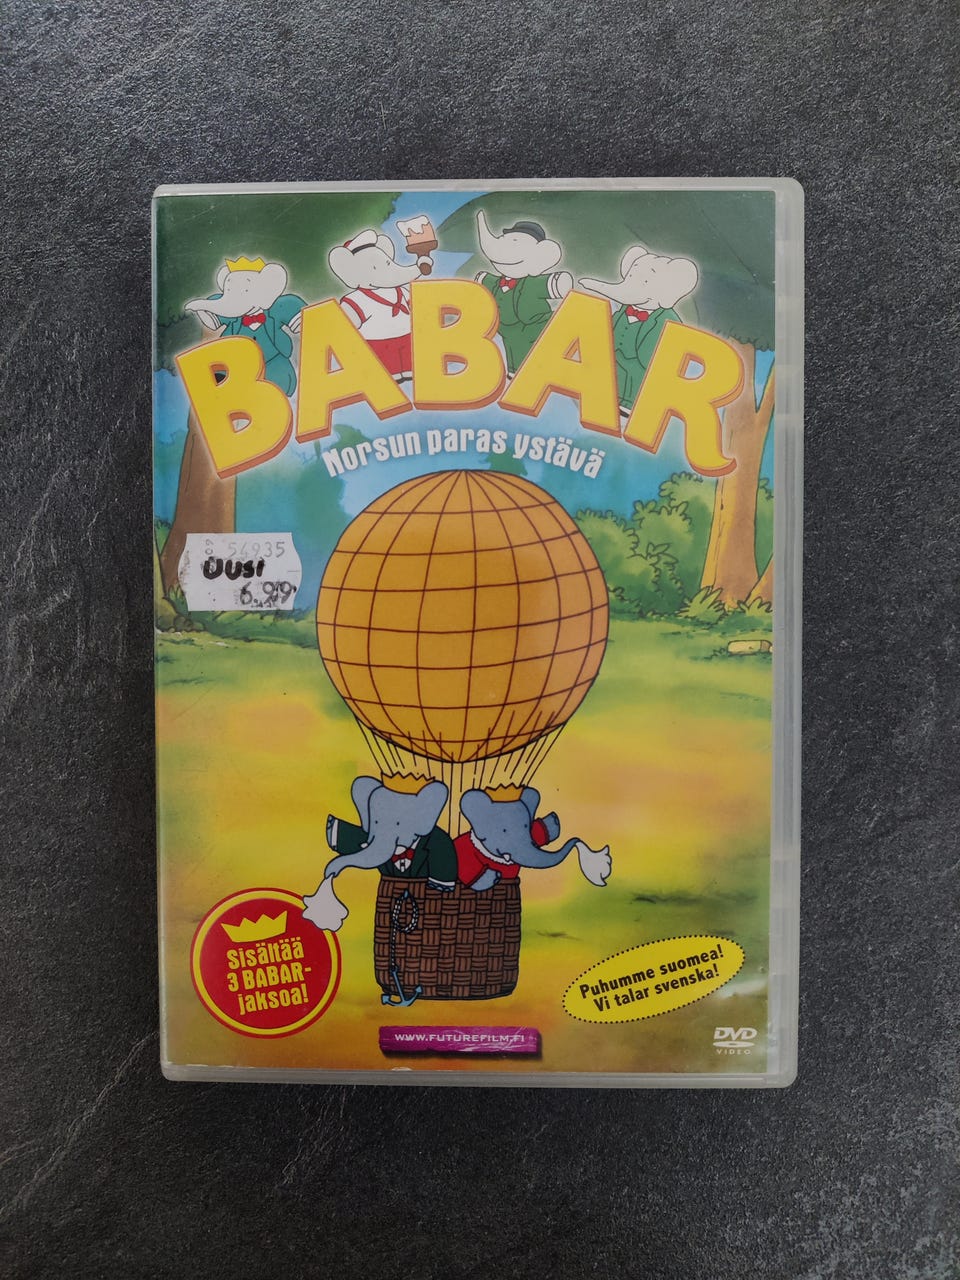 BABAR
Norsun paras ystävä
54935
UUSI
6.99
Sisältää
3 BABAR-
jaksoa!
Puhumme suomea!
Vi talar svenska!
WWW.FUTUREFILM.FI
DVD
VIDEO